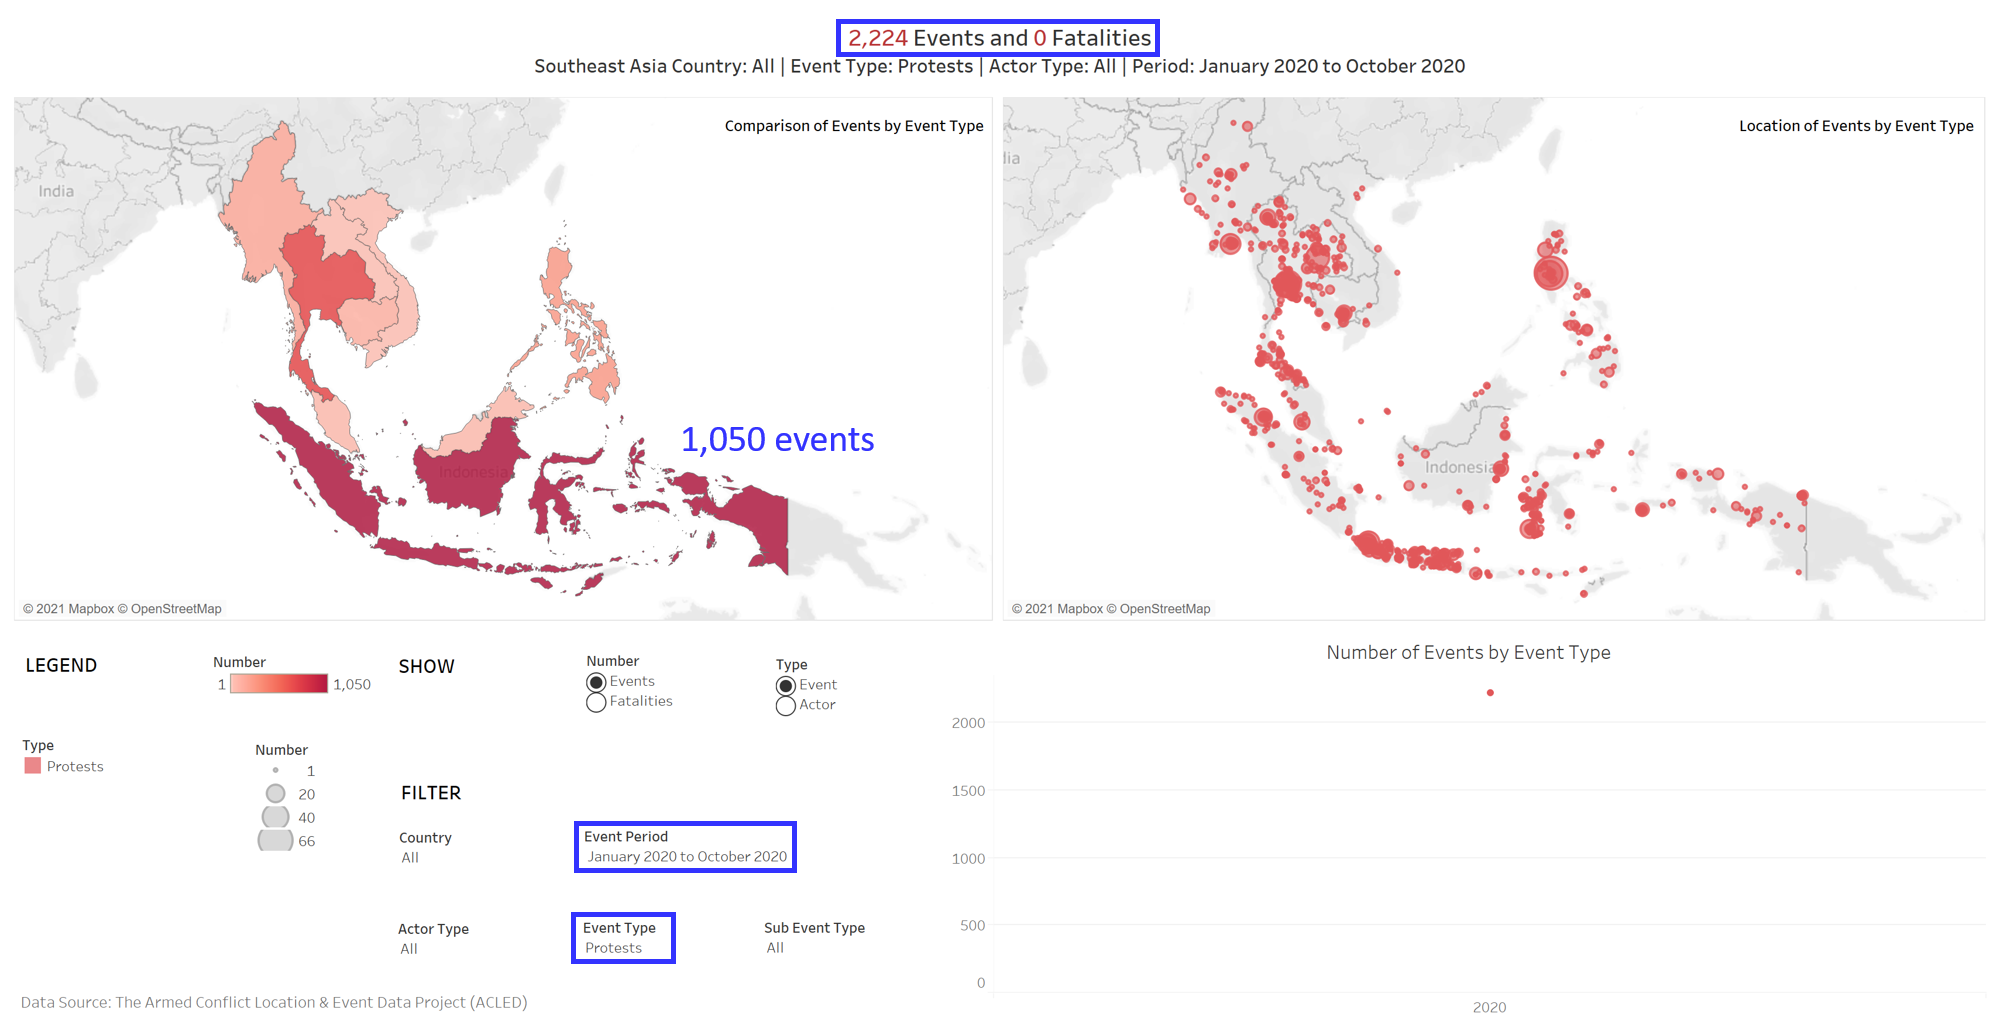 2,224 Events and 0 Fatalities
Southeast Asia Country: All | Event Type: Protests | Actor Type: All | Period: January 2020 to October 2020
Comparison of Events by Event Type
India
1,050 events
Indonesia
© 2021 Mapbox © OpenStreetMap
Location of Events by Event Type
dia
Indonesia
© 2021 Mapbox © OpenStreetMap
LEGEND
Number
1
1,050
Type
Protests
Number
1
20
40
66
SHOW
Number
Events
Fatalities
Type
Event
Actor
FILTER
Country
All
Event Period
January 2020 to October 2020
Actor Type
All
Event Type
Protests
Sub Event Type
All
Number of Events by Event Type
2000
1500
1000
500
0
2020
Data Source: The Armed Conflict Location & Event Data Project (ACLED)